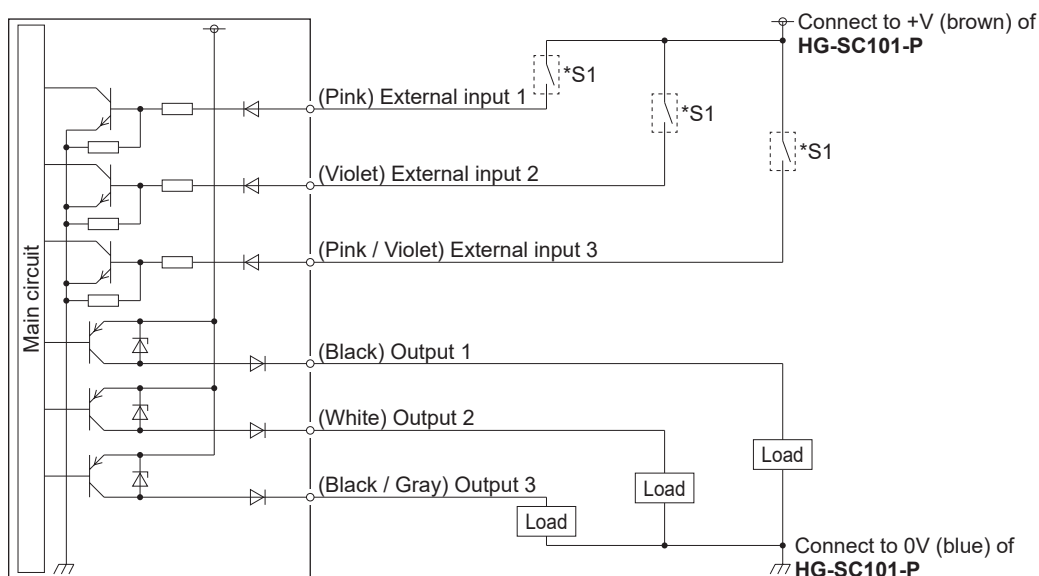 Connect to +V (brown) of
HG-SC101-P
*S1
(Pink) External input 1
*S1
*S1
(Violet) External input 2
(Pink / Violet) External input 3
Main circuit
(Black) Output 1
(White) Output 2
Load
(Black / Gray) Output 3
Load
Load
Connect to 0V (blue) of
HG-SC101-P